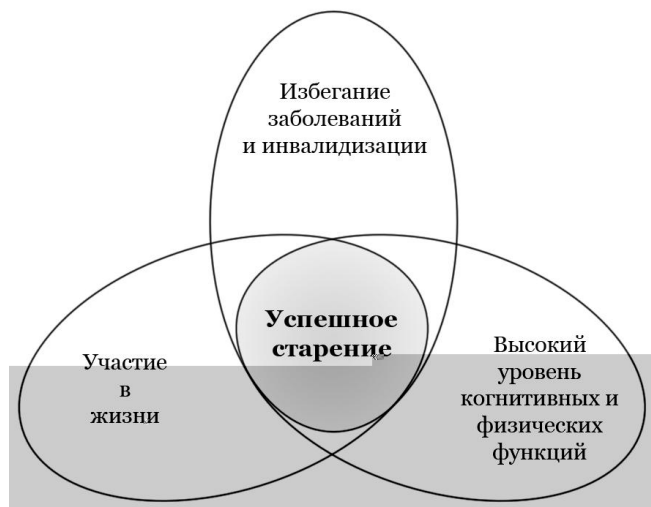 Избегание
заболеваний
и инвалидизации
Успешное
старение
Участие
в
жизни
Высокий
уровень
когнитивных и
физических
функций